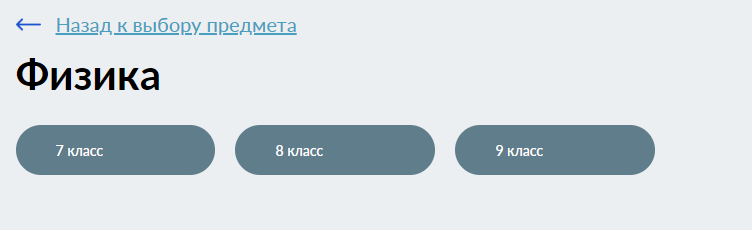 Назад к выбору предмета
Физика
7 класс 8 класс 9 класс